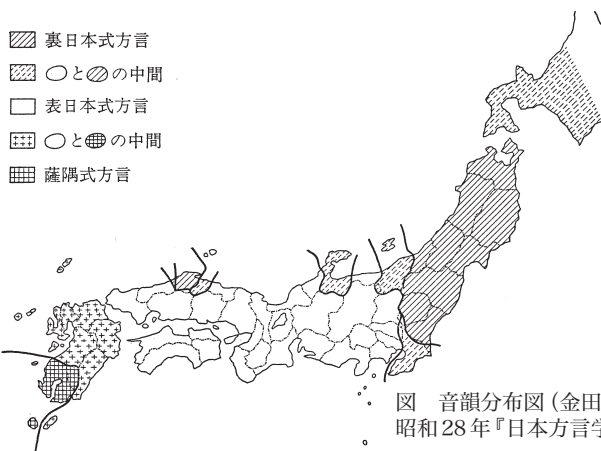 裏日本式方言
と の中間
表日本式方言
と の中間
薩隅式方言
図 音韻分布図(金田
昭和28年『日本方言学